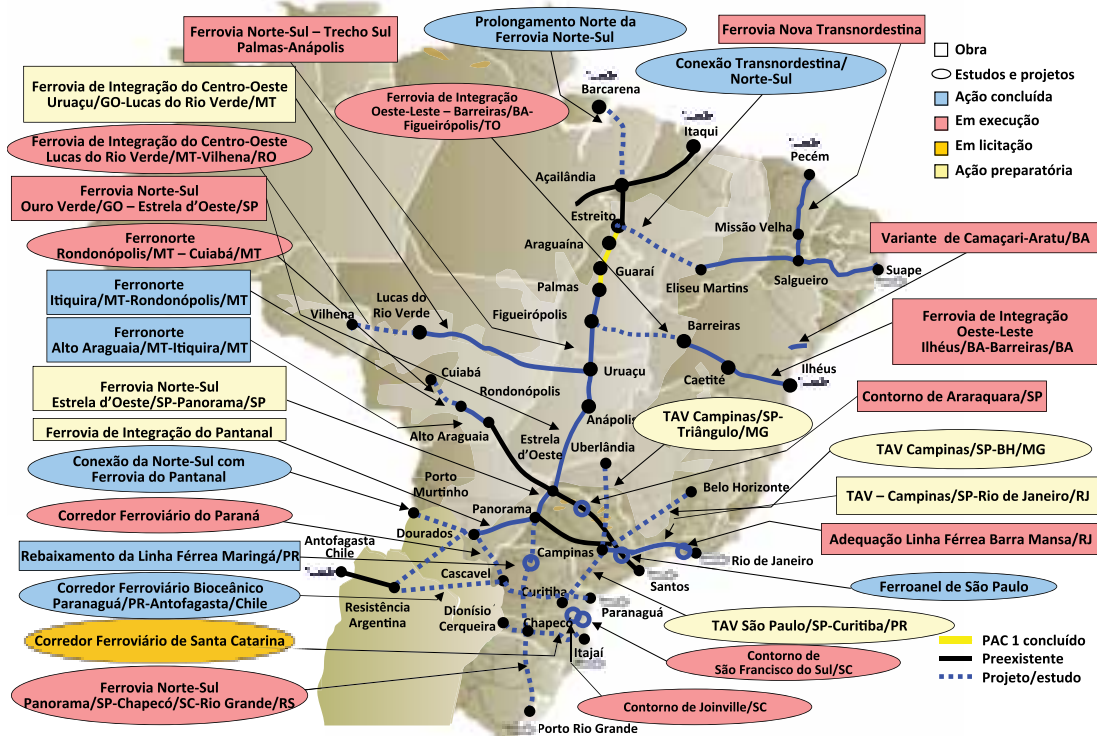 Ferrovia Norte-Sul – Trecho Sul
Palmas-Anápolis
Prolongamento Norte da
Ferrovia Norte-Sul
Ferrovia Nova Transnordestina
Conexão Transnordestina/
Norte-Sul
Obra
Estudos e projetos
Ação concluída
Em execução
Em licitação
Ação preparatória
Ferrovia de Integração do Centro-Oeste
Uruaçu/GO-Lucas do Rio Verde/MT
Ferrovia de Integração
Oeste-Leste – Barreiras/BA-
Figueirópolis/TO
Ferrovia de Integração do Centro-Oeste
Lucas do Rio Verde/MT-Vilhena/RO
Ferrovia Norte-Sul
Ouro Verde/GO – Estrela d’Oeste/SP
Ferronorte
Rondonópolis/MT – Cuiabá/MT
Ferronorte
Itiquira/MT-Rondonópolis/MT
Ferronorte
Alto Araguaia/MT-Itiquira/MT
Ferrovia Norte-Sul
Estrela d’Oeste/SP-Panorama/SP
Ferrovia de Integração do Pantanal
Conexão da Norte-Sul com
Ferrovia do Pantanal
Corredor Ferroviário do Paraná
Rebaixamento da Linha Férrea Maringá/PR
Corredor Ferroviário Bioceânico
Paranaguá/PR-Antofagasta/Chile
Corredor Ferroviário de Santa Catarina
Ferrovia Norte-Sul
Panorama/SP-Chapecó/SC-Rio Grande/RS
Barcarena
Itaqui
Pecém
Açailândia
Estreito
Missão Velha
Araguaína
Guaraí
Palmas
Eliseu Martins
Salgueiro
Suape
Lucas do
Rio Verde
Vilhena
Figueirópolis
Barreiras
Uruaçu
Caetité
Ilhéus
Cuiabá
Rondonópolis
Anápolis
Alto Araguaia
Estrela
d’Oeste
Uberlândia
Porto
Murtinho
Panorama
Belo Horizonte
Dourados
Antofagasta
Chile
Campinas
Rio de Janeiro
Santos
Cascavel
Curitiba
Paranaguá
Resistência
Argentina
Dionísio
Cerqueira
Chapecó
Itajaí
Porto Rio Grande
Variante de Camaçari-Aratu/BA
Ferrovia de Integração
Oeste-Leste
Ilhéus/BA-Barreiras/BA
Contorno de Araraquara/SP
TAV Campinas/SP-
Triângulo/MG
TAV Campinas/SP-BH/MG
TAV – Campinas/SP-Rio de Janeiro/RJ
Adequação Linha Férrea Barra Mansa/RJ
Ferroanel de São Paulo
TAV São Paulo/SP-Curitiba/PR
Contorno de
São Francisco do Sul/SC
Contorno de Joinville/SC
PAC 1 concluído
Preexistente
Projeto/estudo